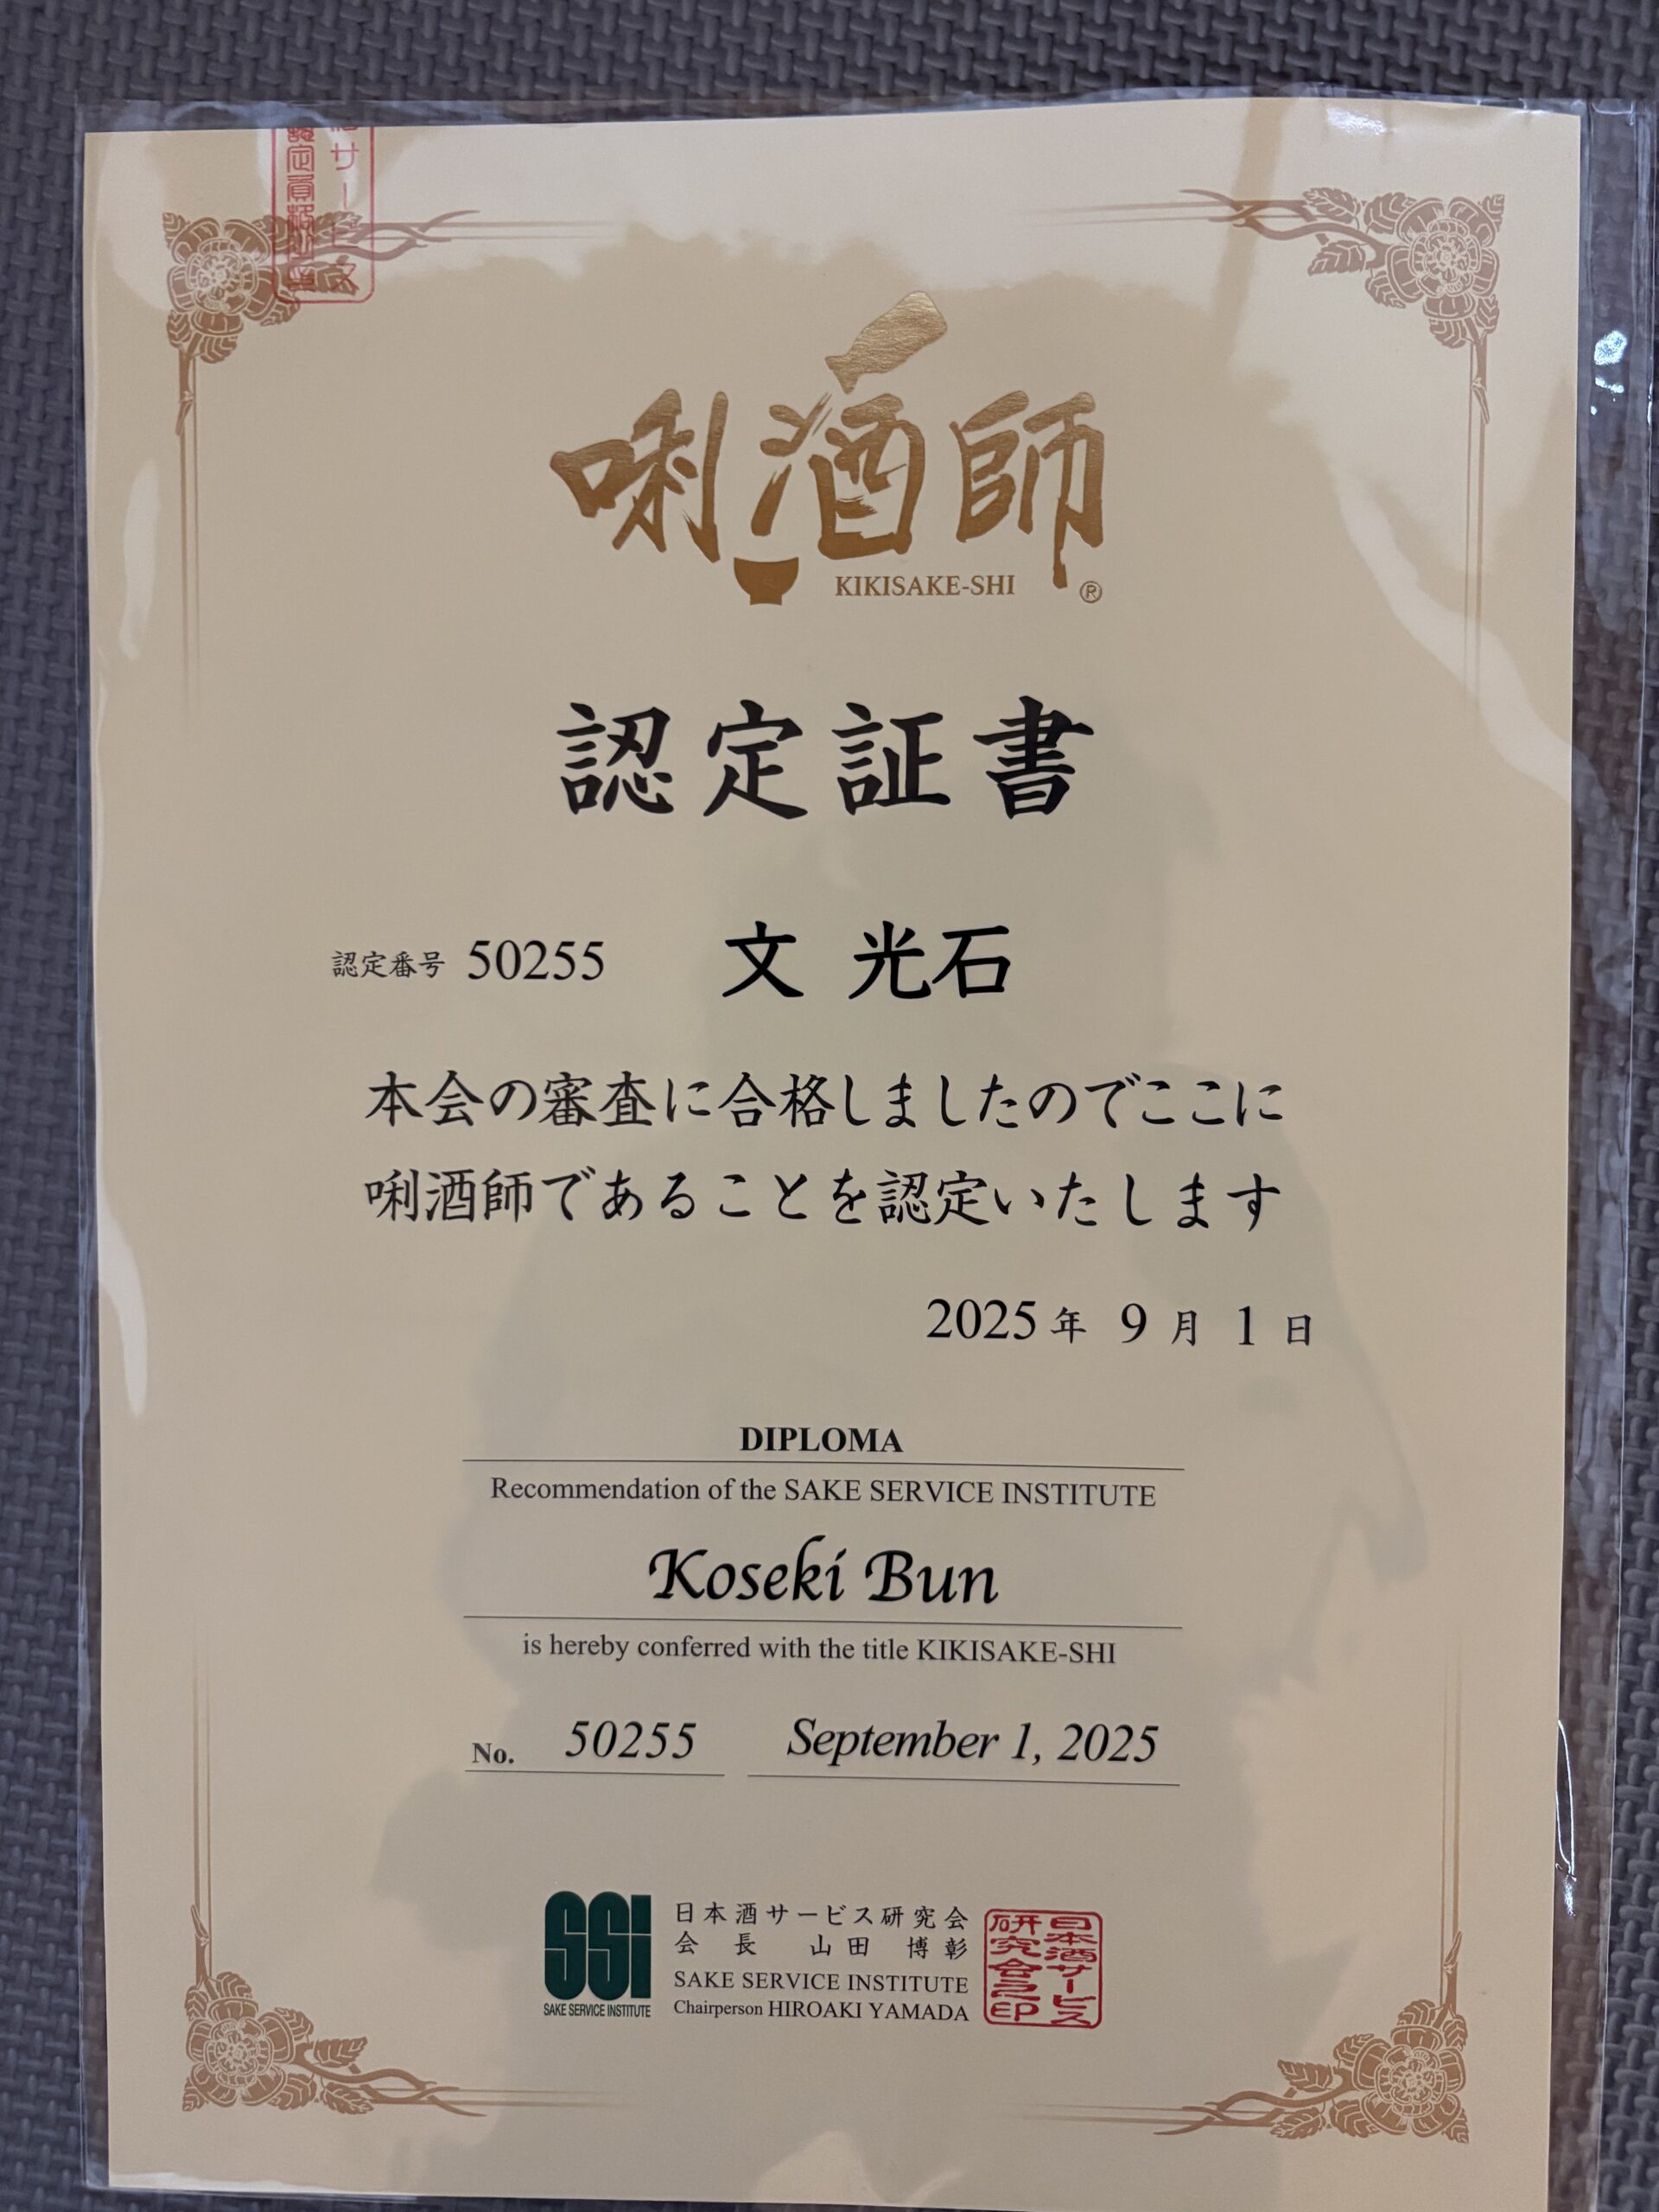 唎酒師
KIKISAKE-SHI ®
認定証書
認定番号 50255 文 光石
本会の審査に合格しましたのでここに
唎酒師であることを認定いたします
2025年 9月 1日
DIPLOMA
Recommendation of the SAKE SERVICE INSTITUTE
Koseki Bun
is hereby conferred with the title KIKISAKE-SHI
No. 50255 September 1, 2025
SSI
SAKE SERVICE INSTITUTE
日本酒サービス研究会
会長 山田 博彰
SAKE SERVICE INSTITUTE
Chairperson HIROAKI YAMADA
日本酒サービス
研究会之印